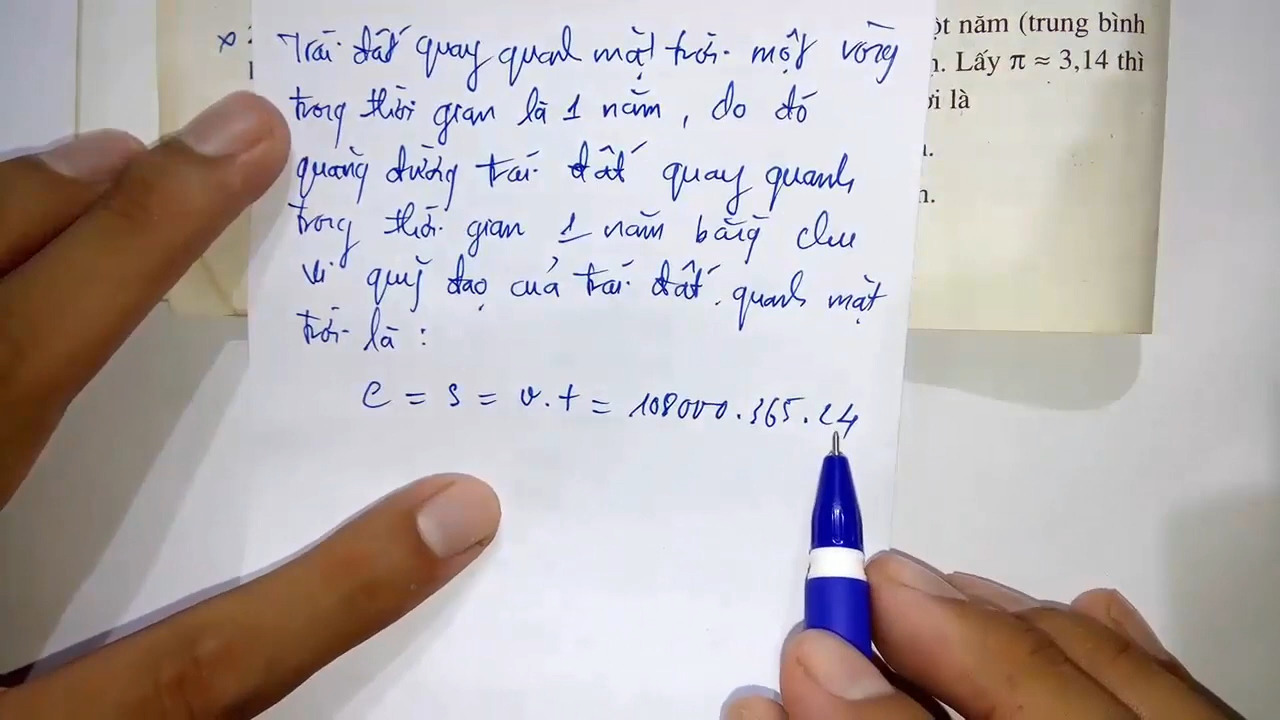 Trái đất quay quanh mặt trời một vòng
trong thời gian là 1 năm, do đó
quãng đường trái đất quay quanh
trong thời gian 1 năm bằng chu
vi quỹ đạo của trái đất quanh mặt
trời là :
C = S = v.t = 108000.365.24
ột năm (trung bình
. Lấy π ≈ 3,14 thì
ời là